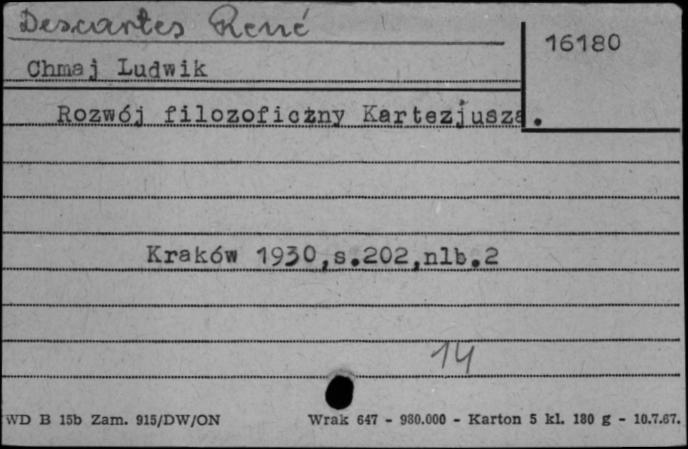 Descartes René
16180
Chmaj Ludwik
Rozwój filozoficzny Kartezjusza.
Kraków 1930,s.202,nlb.2
14
WD B 15b Zam. 915/DW/ON Wrak 647 - 980.000 - Karton 5 kl. 180 g - 10.7.67.